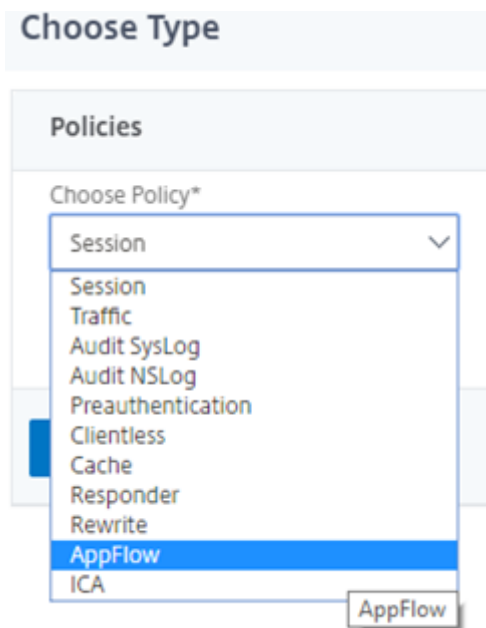 Choose Type
Policies
Choose Policy*
Session
Session
Traffic
Audit SysLog
Audit NSLog
Preauthentication
Clientless
Cache
Responder
Rewrite
AppFlow
ICA
AppFlow